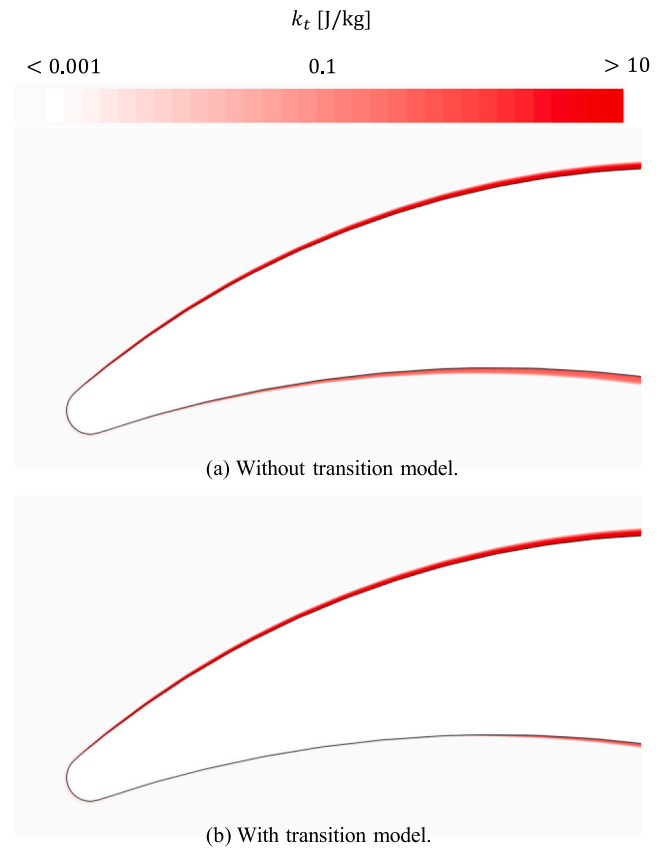 k_t [J/kg]
< 0.001 0.1 > 10
(a) Without transition model.
(b) With transition model.